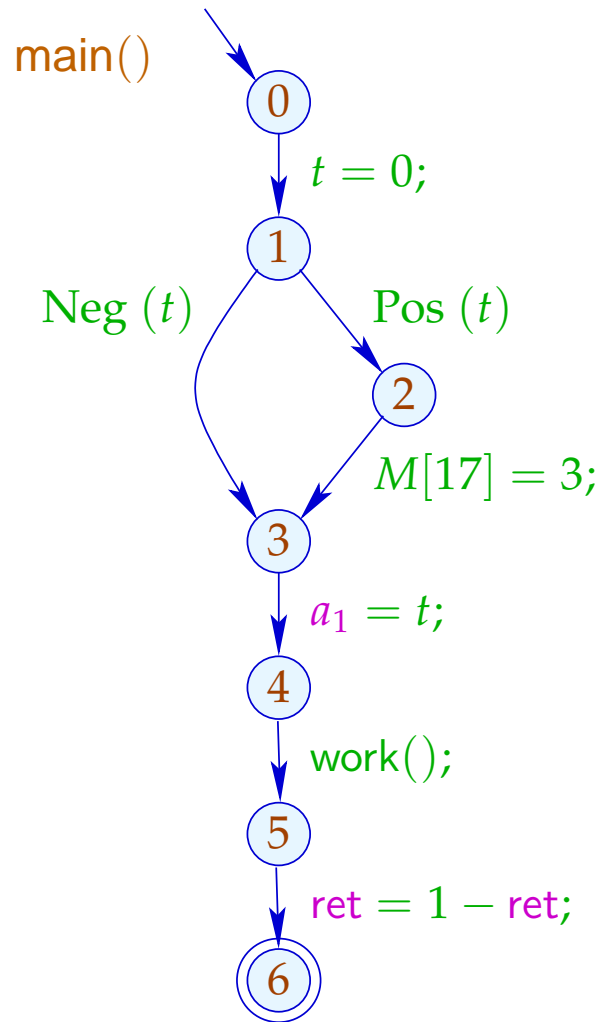 main()
0
t = 0;
1
Neg (t)
Pos (t)
2
M[17] = 3;
3
a₁ = t;
4
work();
5
ret = 1 − ret;
6